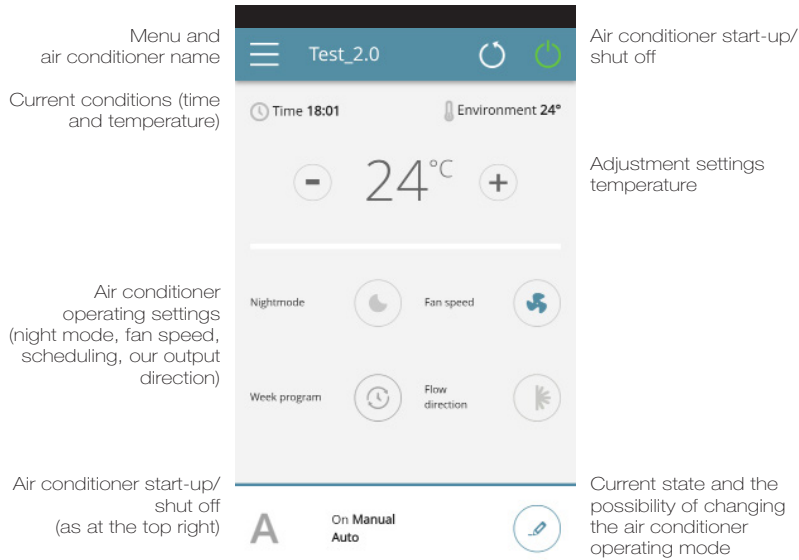 Menu and
air conditioner name
Test_2.0
Air conditioner start-up/
shut off
Current conditions (time
and temperature)
Time 18:01
Environment 24°
24°C
Adjustment settings
temperature
Air conditioner
operating settings
(night mode, fan speed,
scheduling, our output
direction)
Nightmode
Fan speed
Week program
Flow
direction
Air conditioner start-up/
shut off
(as at the top right)
A
On Manual
Auto
Current state and the
possibility of changing
the air conditioner
operating mode